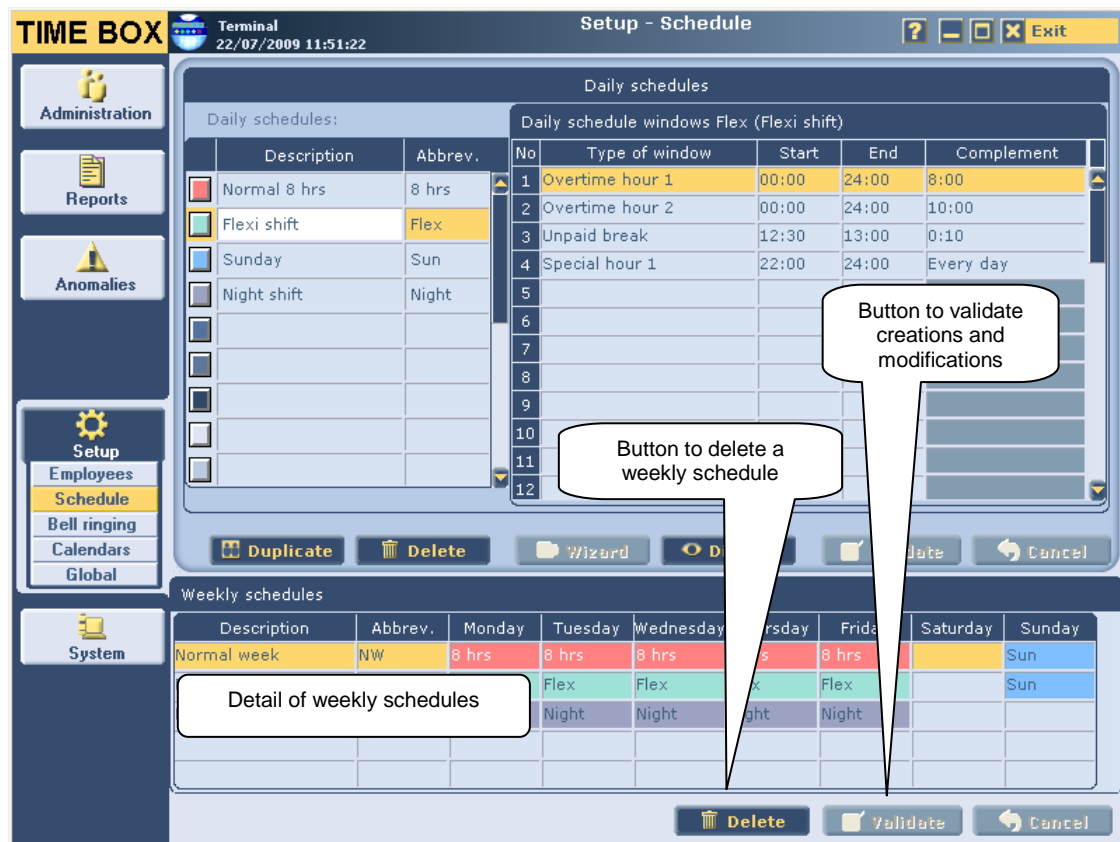 TIME BOX
Terminal
22/07/2009 11:51:22
Setup - Schedule
? Exit
Administration
Reports
Anomalies
Setup
Employees
Schedule
Bell ringing
Calendars
Global
System
Daily schedules
Daily schedules:
Description Abbrev.
Normal 8 hrs 8 hrs
Flexi shift Flex
Sunday Sun
Night shift Night
Daily schedule windows Flex (Flexi shift)
No Type of window Start End Complement
1 Overtime hour 1 00:00 24:00 8:00
2 Overtime hour 2 00:00 24:00 10:00
3 Unpaid break 12:30 13:00 0:10
4 Special hour 1 22:00 24:00 Every day
5
6
7
8
9
10
11
12
Button to validate
creations and
modifications
Button to delete a
weekly schedule
Duplicate Delete Wizard Cancel
Weekly schedules
Description Abbrev. Monday Tuesday Wednesday Friday Saturday Sunday
Normal week NW 8 hrs 8 hrs 8 hrs 8 hrs Sun
Flex Flex Flex Sun
Night Night Night
Detail of weekly schedules
Delete Validate Cancel